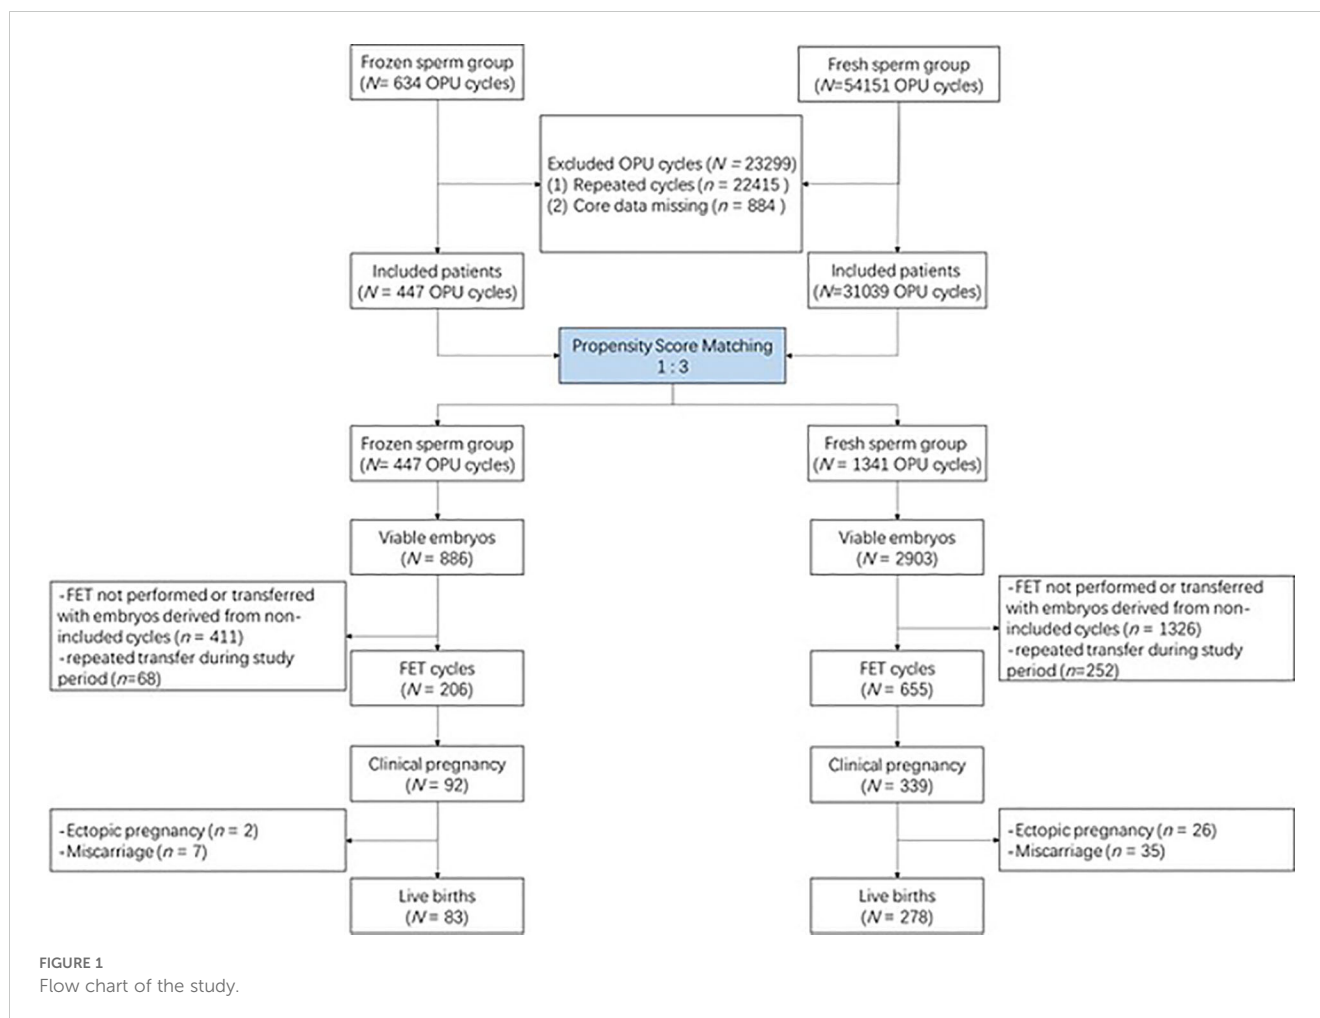 Frozen sperm group
(N= 634 OPU cycles)
Fresh sperm group
(N=54151 OPU cycles)
Excluded OPU cycles (N = 23299)
(1) Repeated cycles (n = 22415 )
(2) Core data missing (n = 884 )
Included patients
(N = 447 OPU cycles)
Included patients
(N=31039 OPU cycles)
Propensity Score Matching
1 : 3
Frozen sperm group
(N= 447 OPU cycles)
Fresh sperm group
(N = 1341 OPU cycles)
Viable embryos
(N = 886)
Viable embryos
(N = 2903)
-FET not performed or transferred
with embryos derived from non-
included cycles (n = 411)
-repeated transfer during study
period (n=68)
-FET not performed or transferred
with embryos derived from non-
included cycles (n = 1326)
-repeated transfer during study
period (n=252)
FET cycles
(N = 206)
FET cycles
(N = 655)
Clinical pregnancy
(N = 92)
Clinical pregnancy
(N = 339)
-Ectopic pregnancy (n = 2)
-Miscarriage (n = 7)
-Ectopic pregnancy (n = 26)
-Miscarriage (n = 35)
Live births
(N = 83)
Live births
(N = 278)
FIGURE 1
Flow chart of the study.